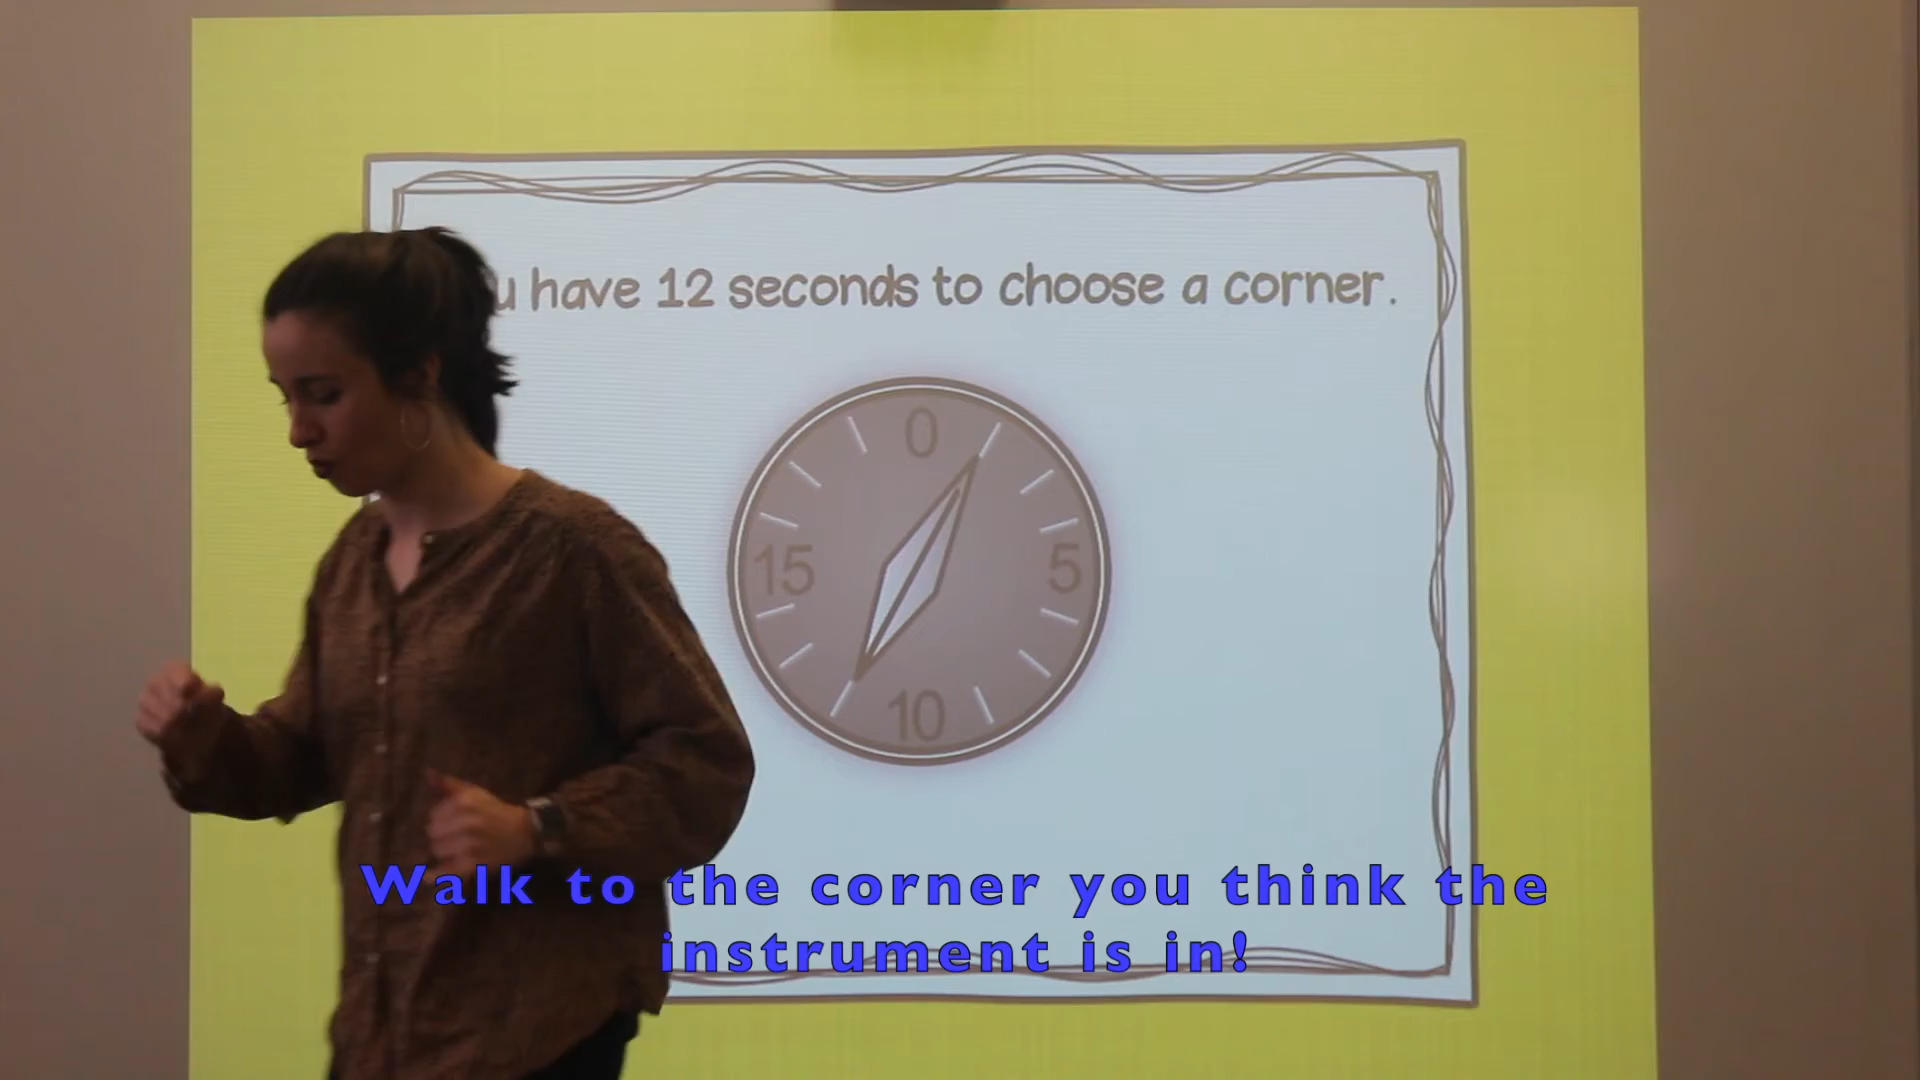 have 12 seconds to choose a corner.
0
5
10
15
Walk to the corner you think the
instrument is in!